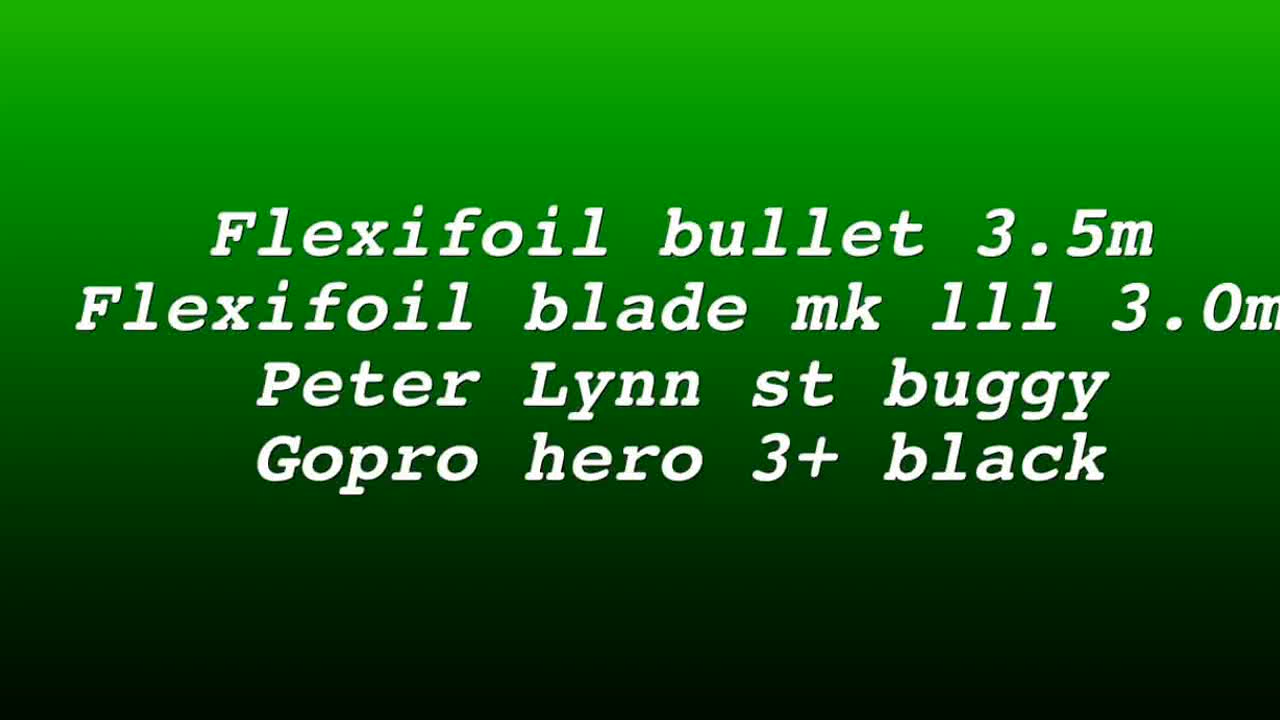 Flexifoil bullet 3.5m
Flexifoil blade mk lll 3.0m
Peter Lynn st buggy
Gopro hero 3+ black